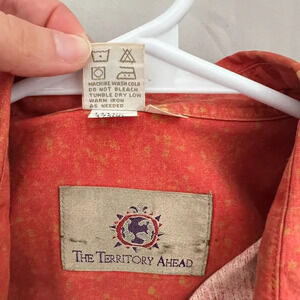 MACHINE WASH COLD
DO NOT BLEACH
TUMBLE DRY LOW
WARM IRON
AS NEEDED
THE TERRITORY AHEAD